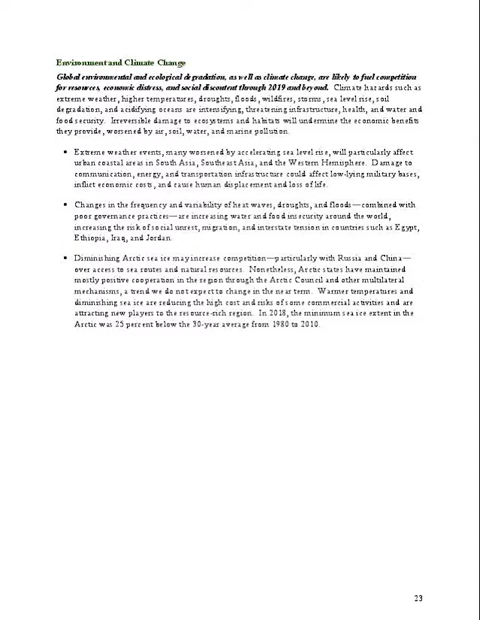 Environment and Climate Change
Global environmental and ecological degradation, as well as climate change, are likely to fuel competition
for resources, economic distress, and social discontent through 2019 and beyond. Climate hazards such as
extreme weather, higher temperatures, droughts, floods, wildfires, storms, sea level rise, soil
degradation, and acidifying oceans are intensifying, threatening infrastructure, health, and water and
food security. Irreversible damage to ecosystems and habitats will undermine the economic benefits
they provide, worsened by air, soil, water, and marine pollution.
• Extreme weather events, many worsened by accelerating sea level rise, will particularly affect
urban coastal areas in South Asia, Southeast Asia, and the Western Hemisphere. Damage to
communication, energy, and transportation infrastructure could affect low-lying military bases,
inflict economic costs, and cause human displacement and loss of life.
• Changes in the frequency and variability of heat waves, droughts, and floods—combined with
poor governance practices—are increasing water and food insecurity around the world,
increasing the risk of social unrest, migration, and interstate tension in countries such as Egypt,
Ethiopia, Iraq, and Jordan.
• Diminishing Arctic sea ice may increase competition—particularly with Russia and China—
over access to sea routes and natural resources. Nonetheless, Arctic states have maintained
mostly positive cooperation in the region through the Arctic Council and other multilateral
mechanisms, a trend we do not expect to change in the near term. Warmer temperatures and
diminishing sea ice are reducing the high cost and risks of some commercial activities and are
attracting new players to the resource-rich region. In 2018, the minimum sea ice extent in the
Arctic was 25 percent below the 30-year average from 1980 to 2010.
23